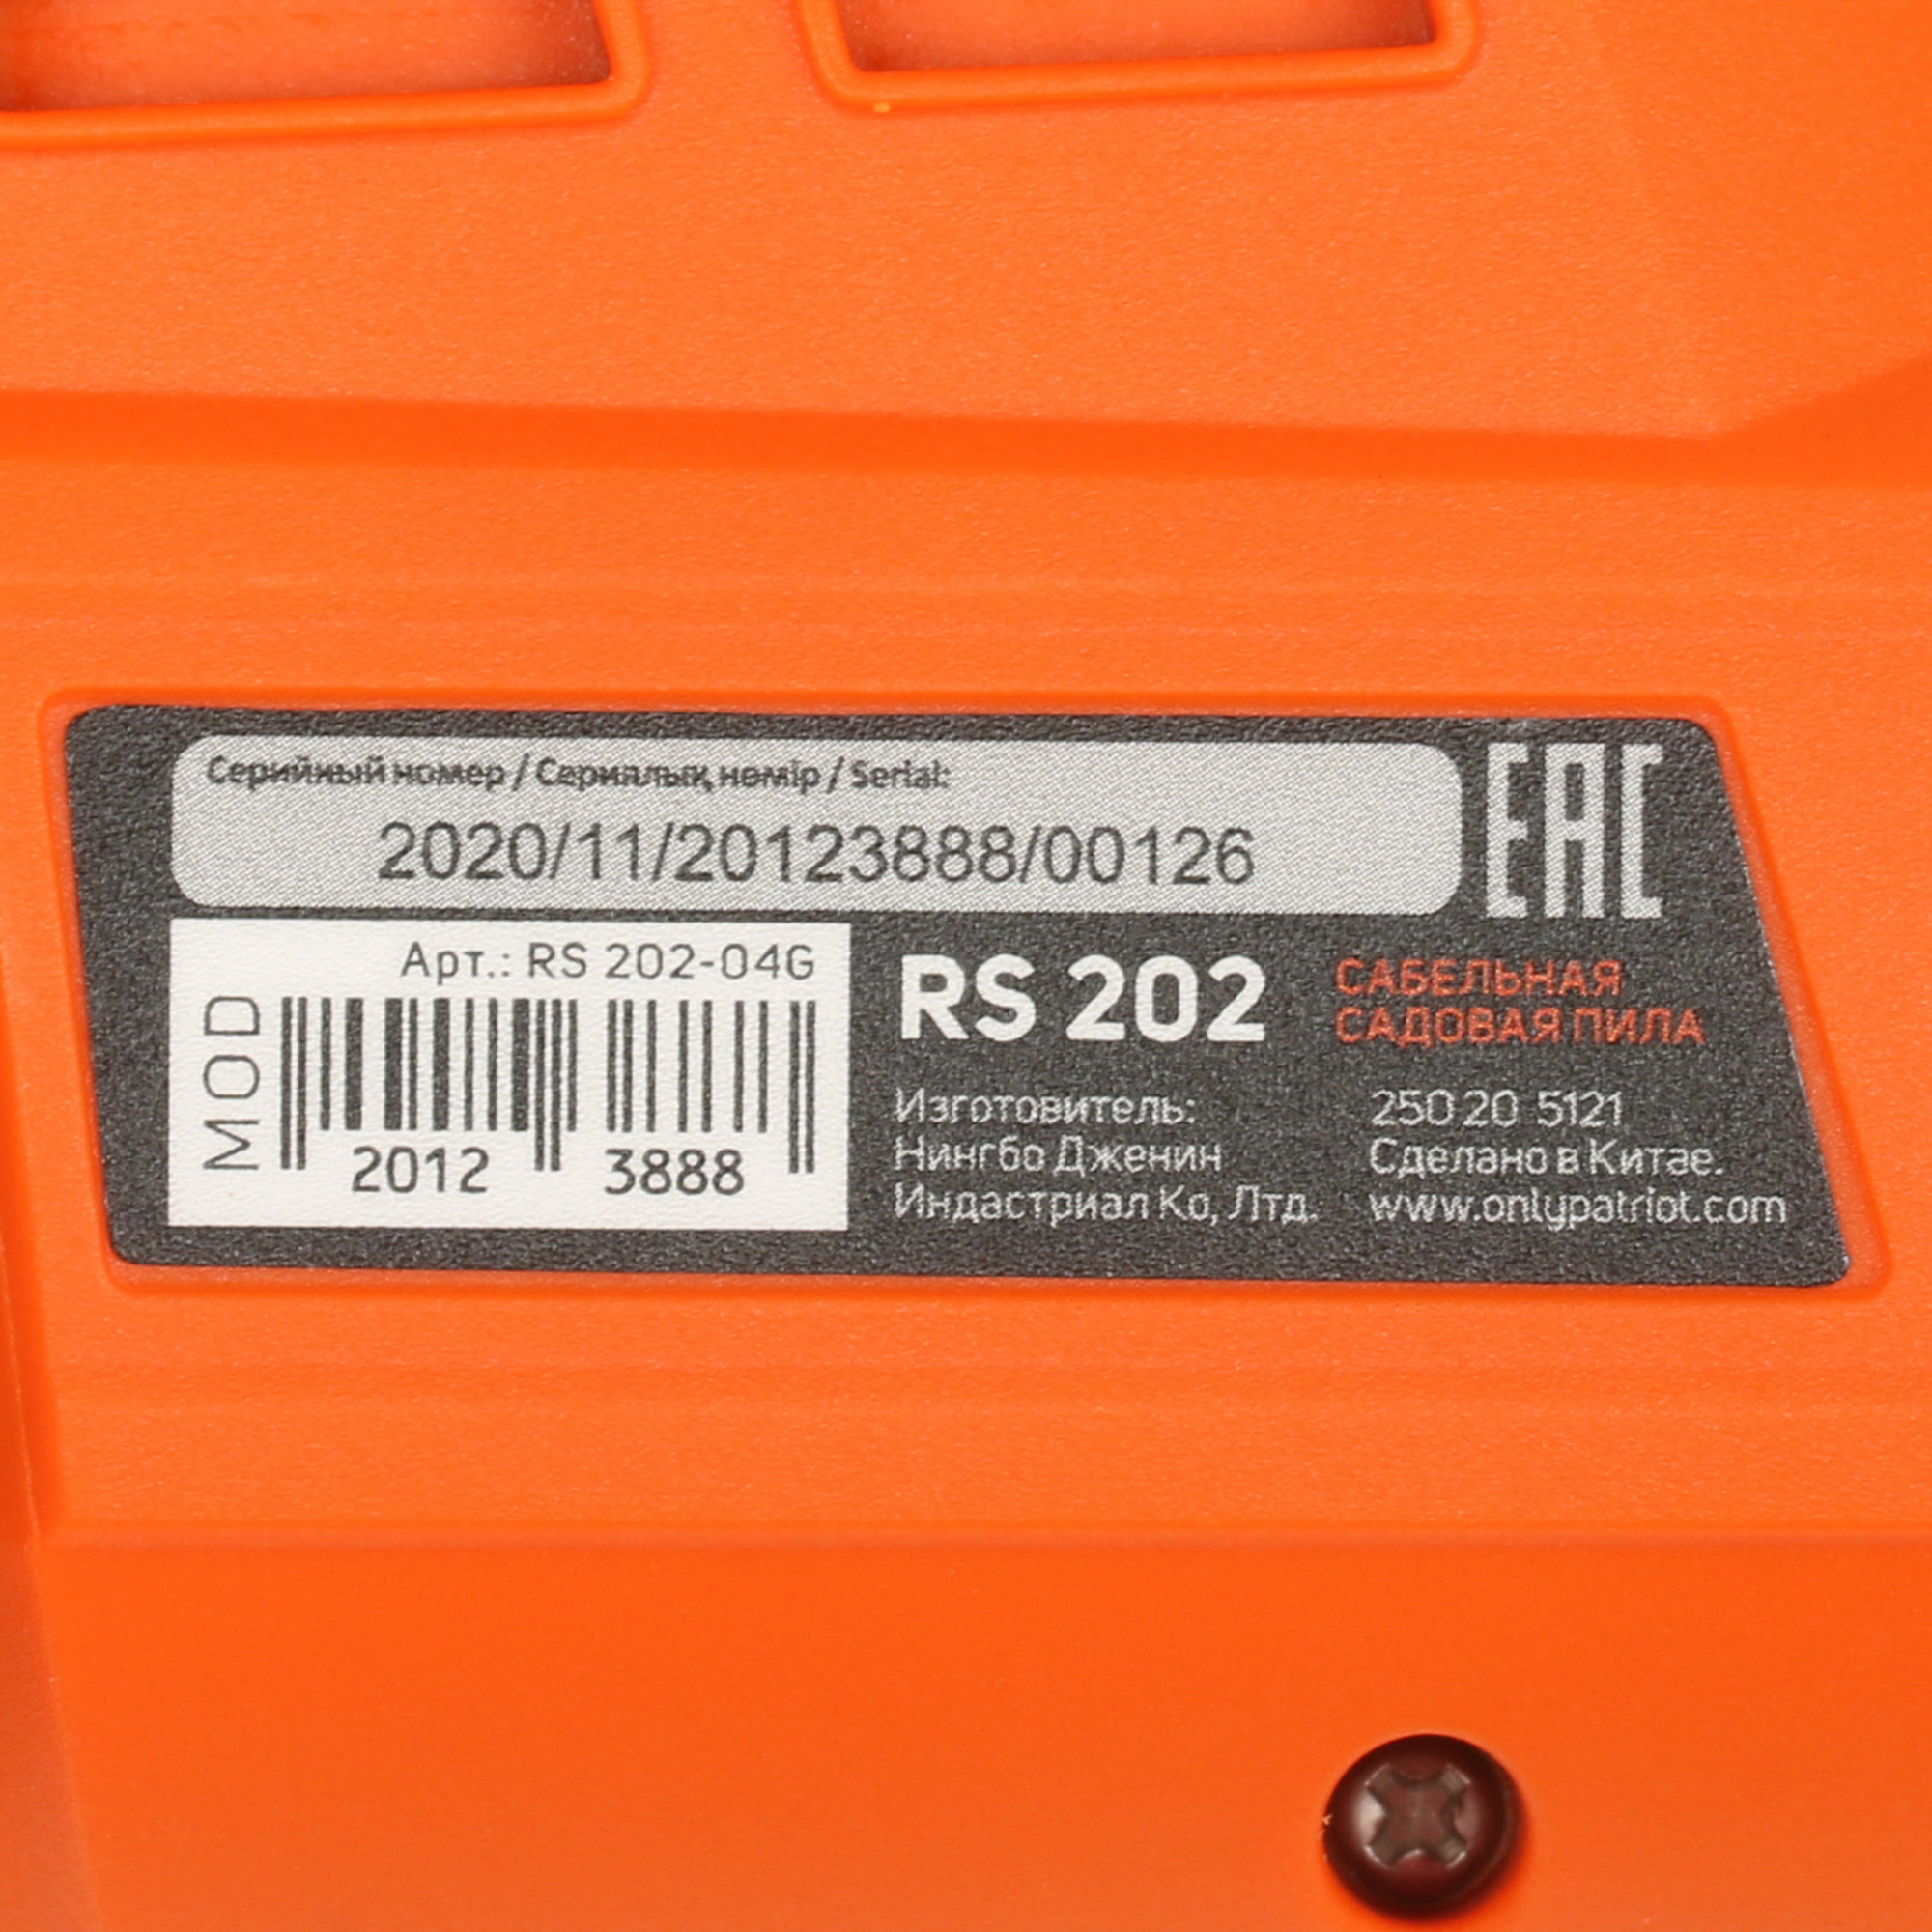 Серийный номер / Сериялық нөмір / Serial:
2020/11/20123888/00126
EAC
Арт.: RS 202-04G
MOD
2012 3888
RS 202
САБЕЛЬНАЯ
САДОВАЯ ПИЛА
Изготовитель:
Нингбо Дженин
Индастриал Ко, Лтд.
250 20 5121
Сделано в Китае.
www.onlypatriot.com